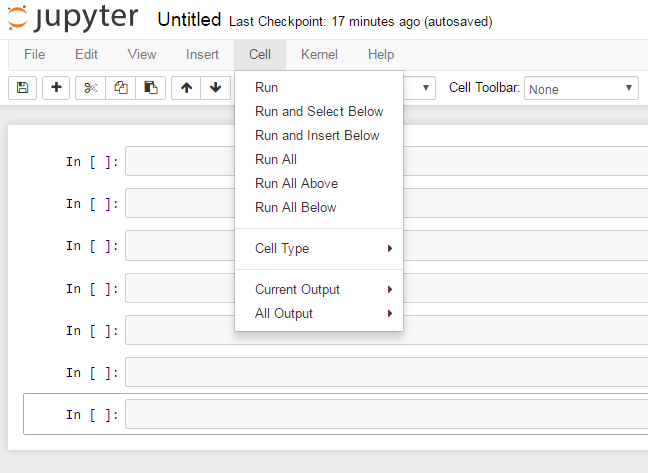 jupyter Untitled Last Checkpoint: 17 minutes ago (autosaved)
File Edit View Insert Cell Kernel Help
Cell Toolbar: None
Run
Run and Select Below
Run and Insert Below
Run All
Run All Above
Run All Below
Cell Type
Current Output
All Output
In [ ]:
In [ ]:
In [ ]:
In [ ]:
In [ ]:
In [ ]:
In [ ]: